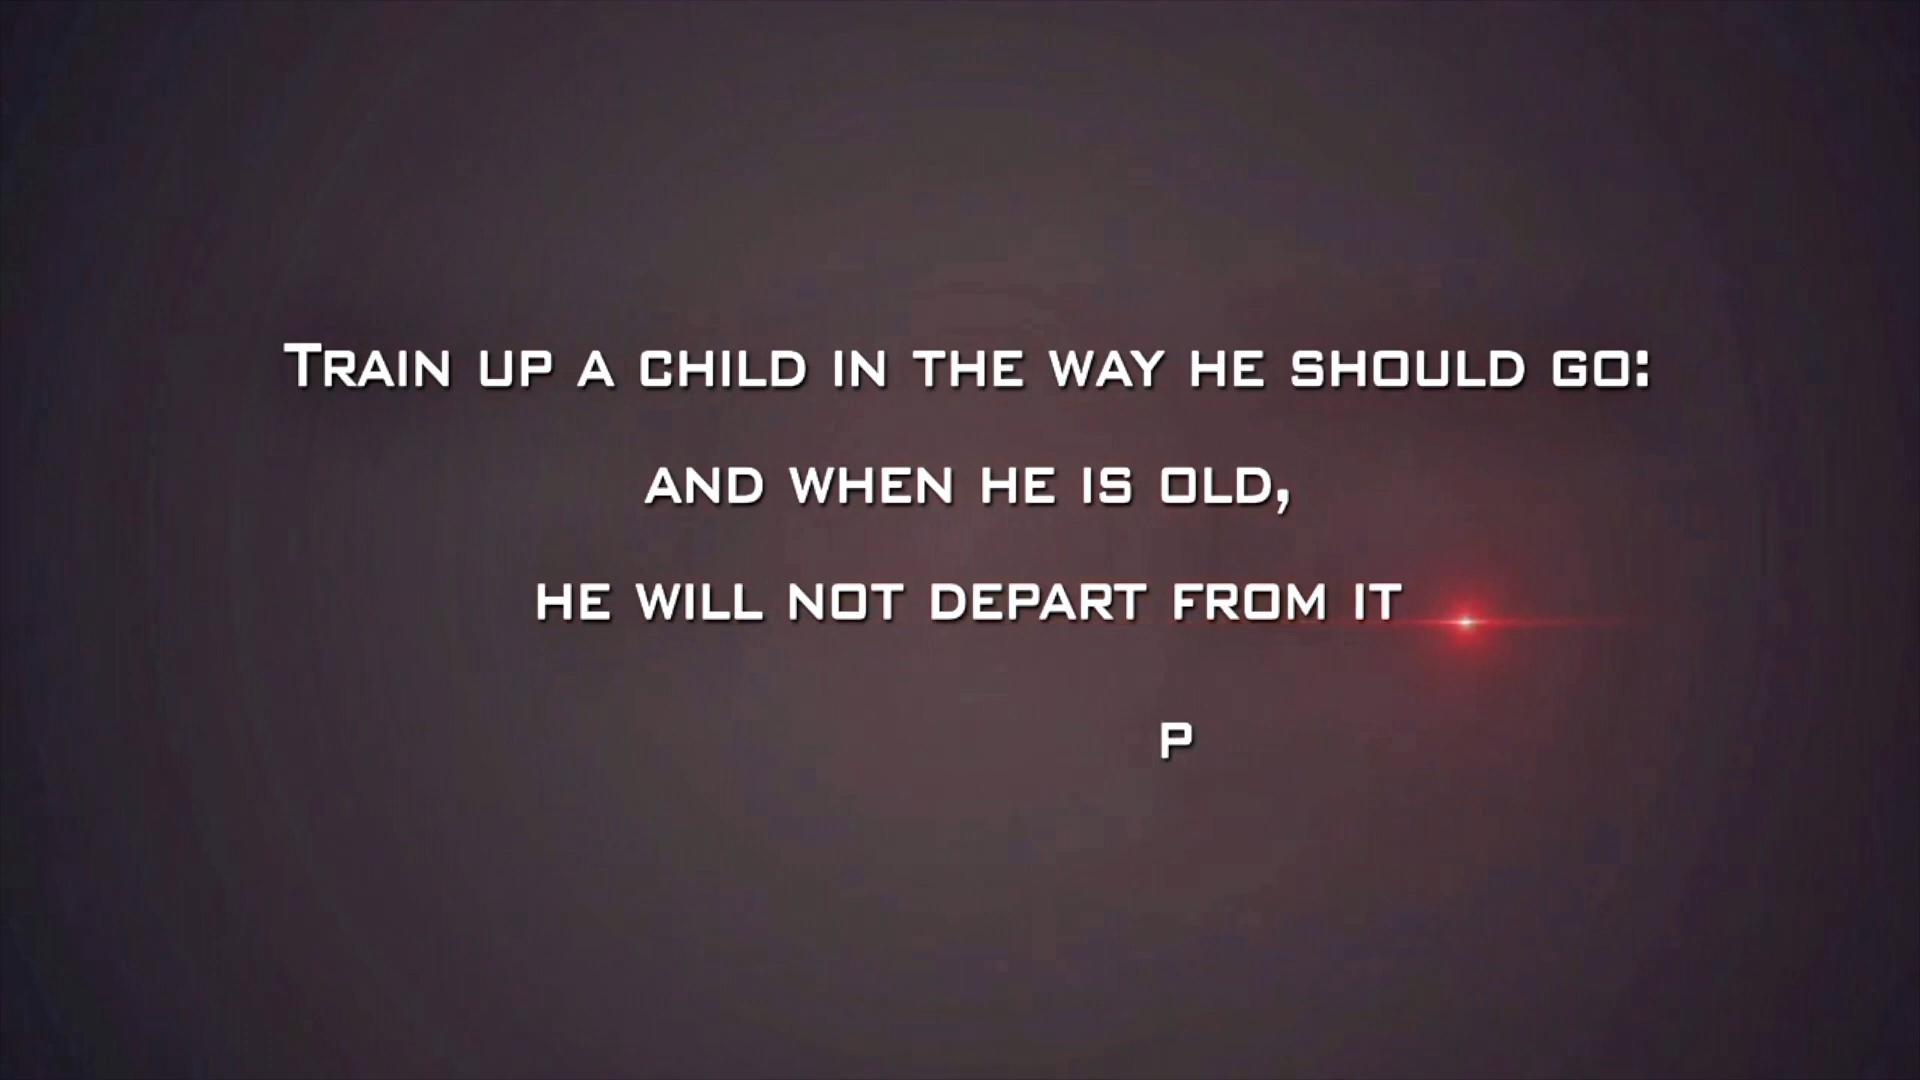 Train up a child in the way he should go:
and when he is old,
he will not depart from it
P